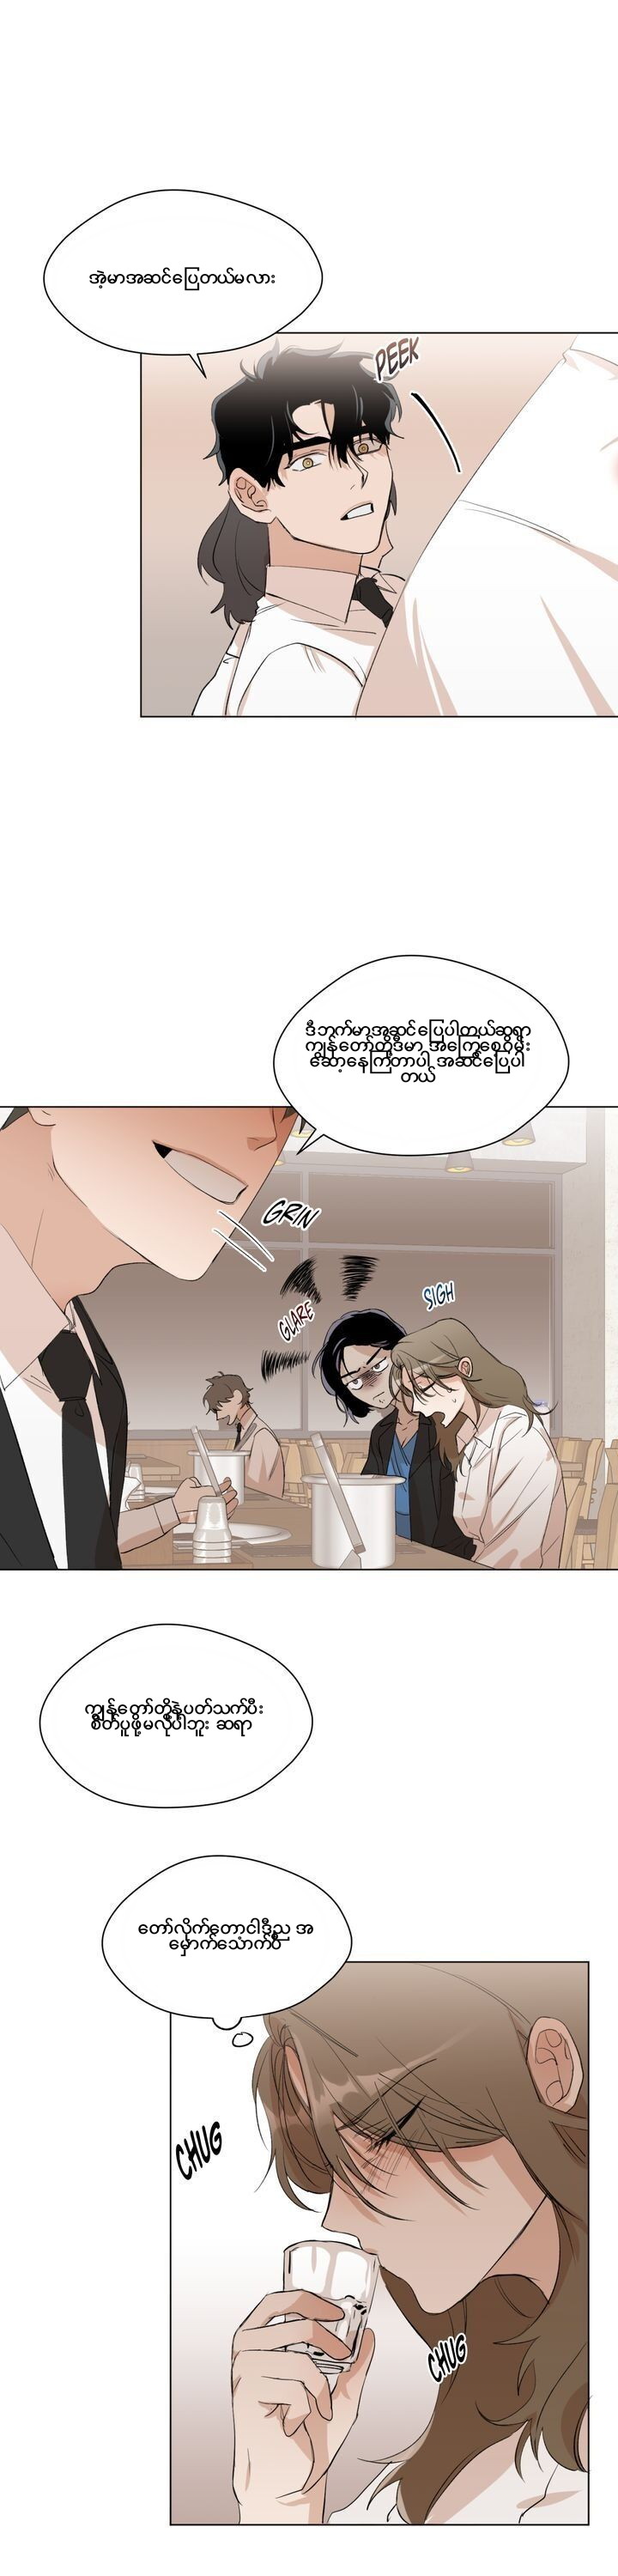 အဲ့မာအဆင်ပြေတယ်မလား
PEEK
ဒီဘက်မာအဆင်ပြေပါတယ်ဆရာ
ကျွန်တော်တို့ဒီမာ အကြွေစေ့ဂိမ်း
ဆော့နေကြတာပါ အဆင်ပြေပါ
တယ်
GRIN
GLARE
SIGH
ကျွန်တော်တို့နဲ့ပတ်သက်ပီး
စိတ်ပူဖို့မလိုပါဘူး ဆရာ
တော်လိုက်တော့ငါဒီည အ
မှောက်သောက်ပီ
CHUG
CHUG